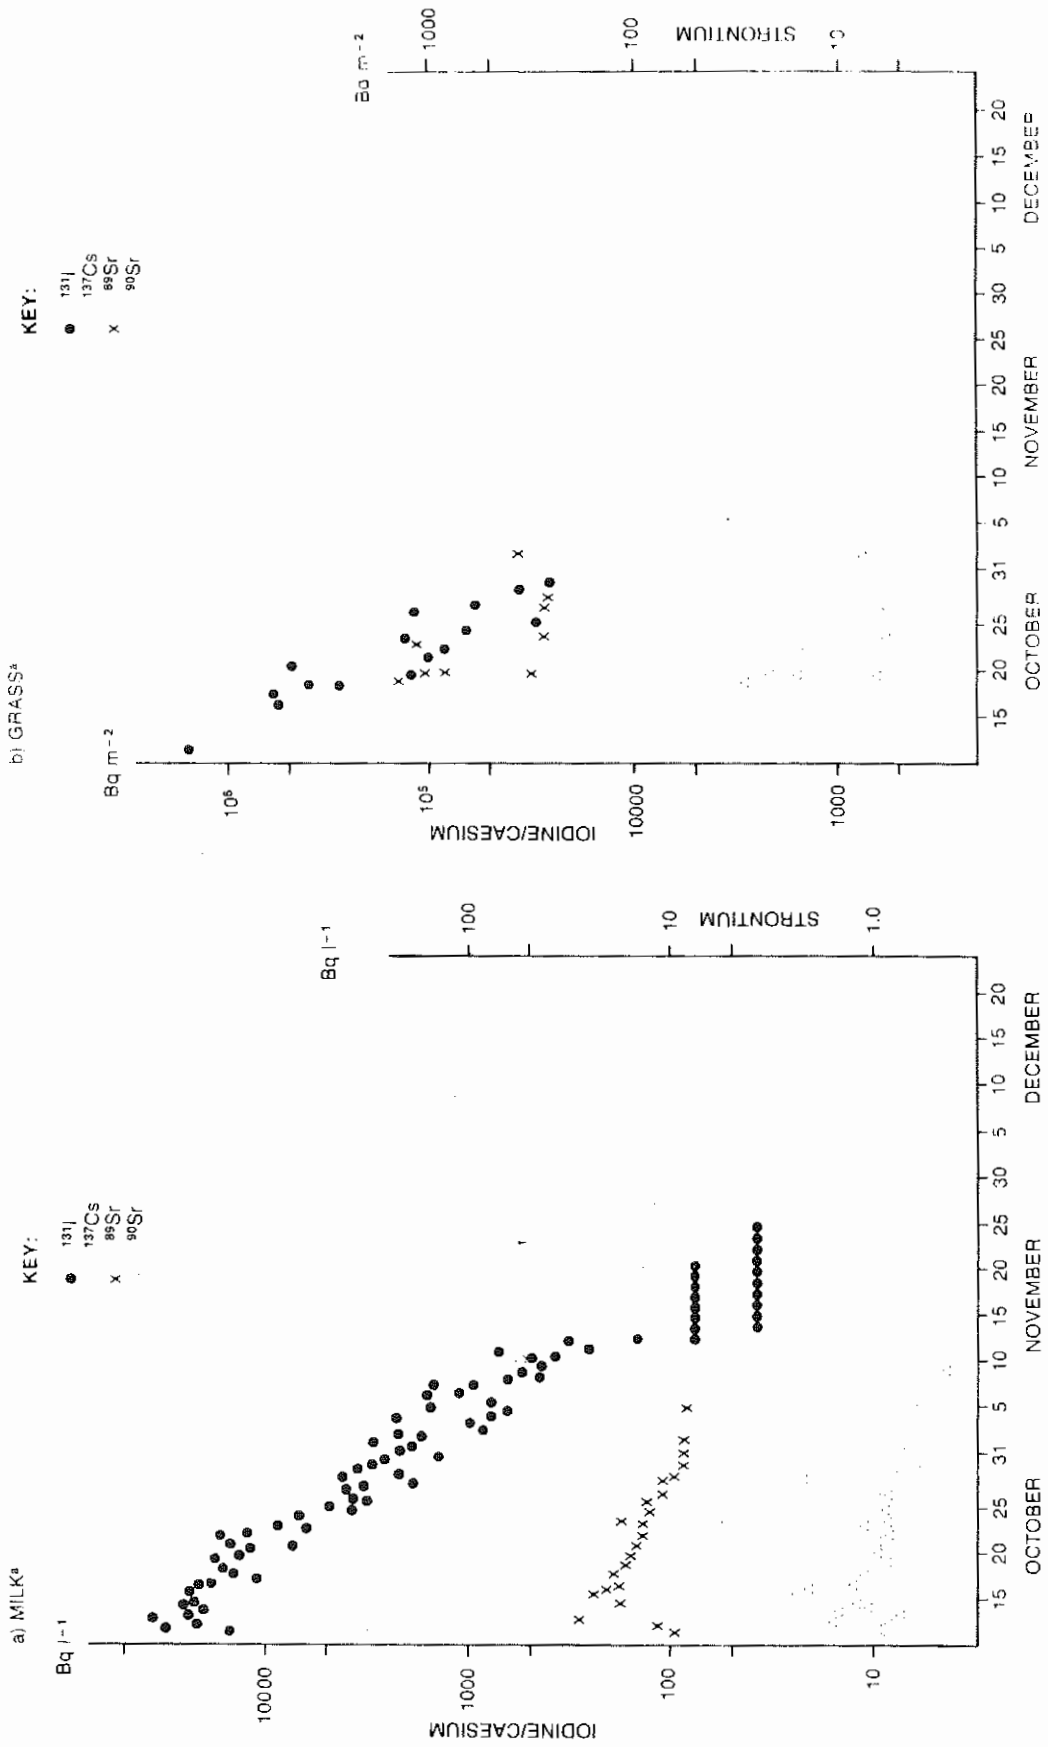 a) MILKa
KEY:
131I
137Cs
89Sr
90Sr
Bq l-1
10000
1000
100
10
IODINE/CAESIUM
Bq l-1
100
10
1.0
STRONTIUM
15 20 25 31 5 10 15 20 25 30 5 10 15 20
OCTOBER NOVEMBER DECEMBER
b) GRASSa
KEY:
131I
137Cs
89Sr
90Sr
Bq m-2
106
105
10000
1000
IODINE/CAESIUM
Bq m-2
1000
100
10
STRONTIUM
15 20 25 31 5 10 15 20 25 30 5 10 15 20
OCTOBER NOVEMBER DECEMBER